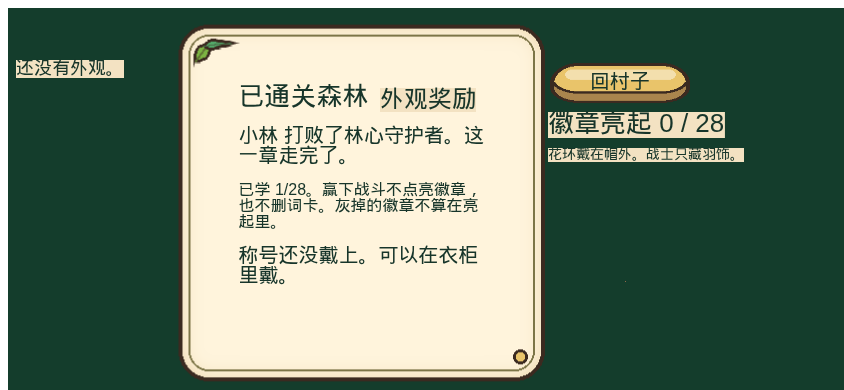 还没有外观。
已通关森林 外观奖励
小林 打败了林心守护者。这
一章走完了。
已学 1/28。赢下战斗不点亮徽章，
也不删词卡。灰掉的徽章不算在亮
起里。
称号还没戴上。可以在衣柜
里戴。
回村子
徽章亮起 0 / 28
花环戴在帽外。战士只藏羽饰。